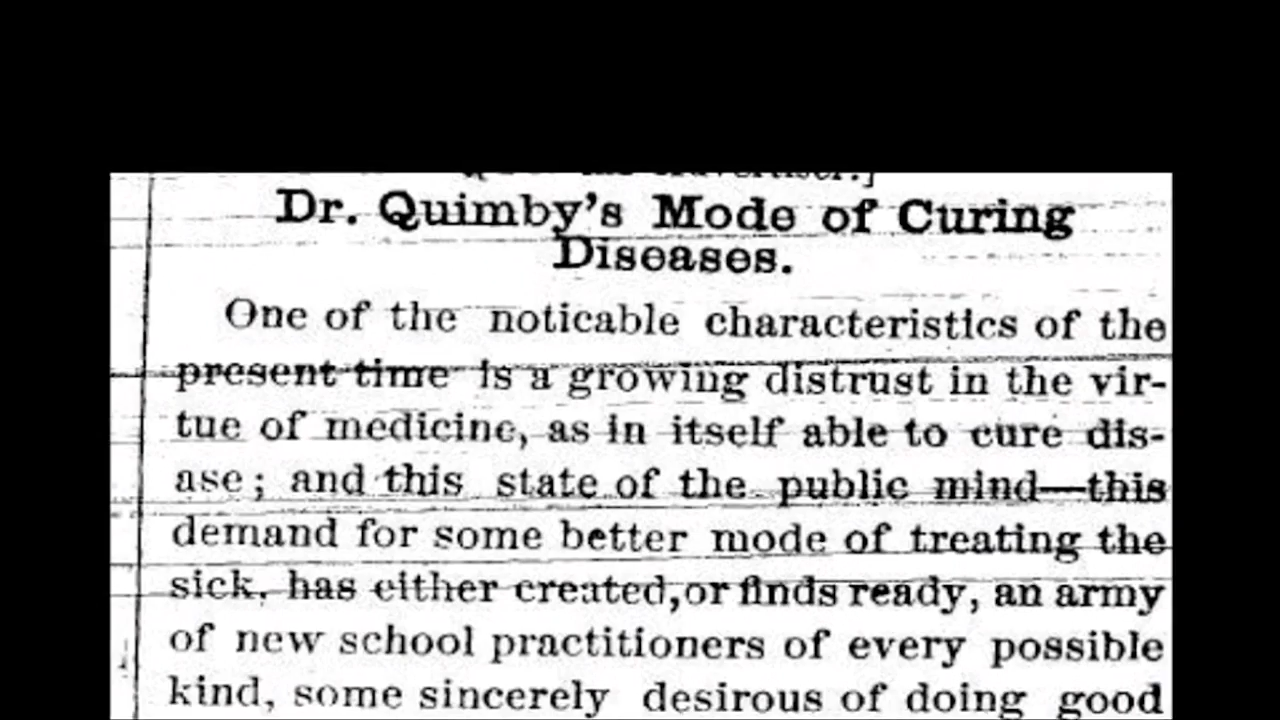 Advertiser.]
Dr. Quimby's Mode of Curing
Diseases.
One of the noticable characteristics of the
present time is a growing distrust in the vir-
tue of medicine, as in itself able to cure dis-
ase; and this state of the public mind—this
demand for some better mode of treating the
sick, has either created, or finds ready, an army
of new school practitioners of every possible
kind, some sincerely desirous of doing good